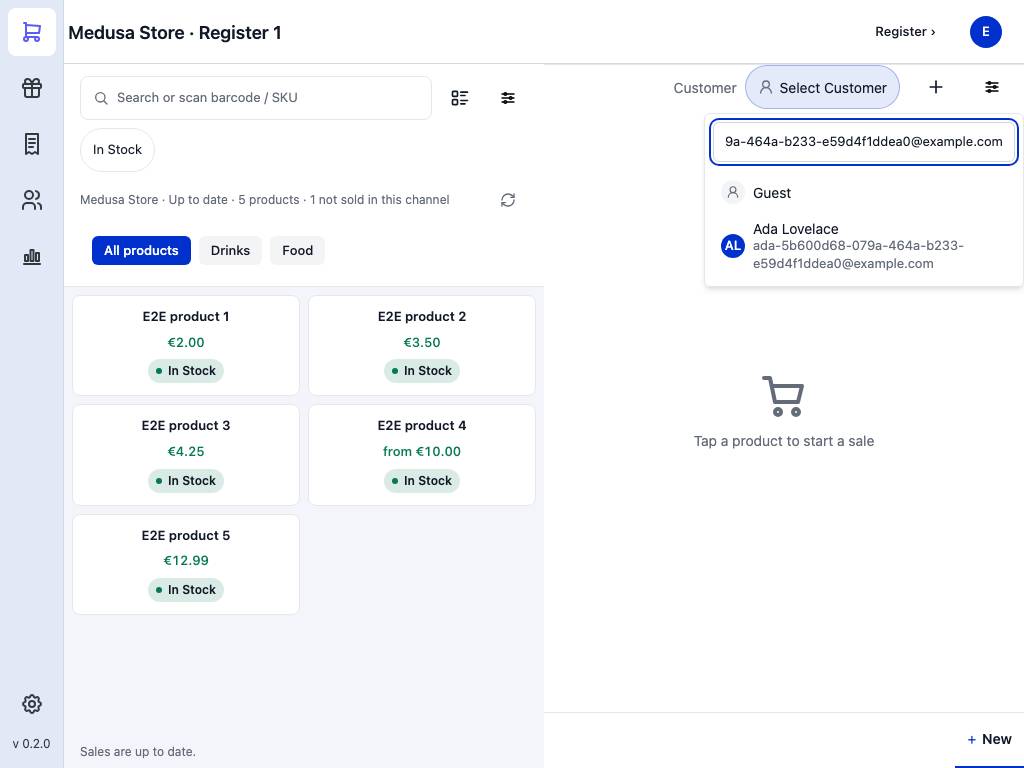 Medusa Store · Register 1
Register ›
E
Search or scan barcode / SKU
In Stock
Medusa Store · Up to date · 5 products · 1 not sold in this channel
All products
Drinks
Food
E2E product 1
€2.00
In Stock
E2E product 2
€3.50
In Stock
E2E product 3
€4.25
In Stock
E2E product 4
from €10.00
In Stock
E2E product 5
€12.99
In Stock
Sales are up to date.
v 0.2.0
Customer
Select Customer
9a-464a-b233-e59d4f1ddea0@example.com
Guest
AL
Ada Lovelace
ada-5b600d68-079a-464a-b233-
e59d4f1ddea0@example.com
Tap a product to start a sale
+ New